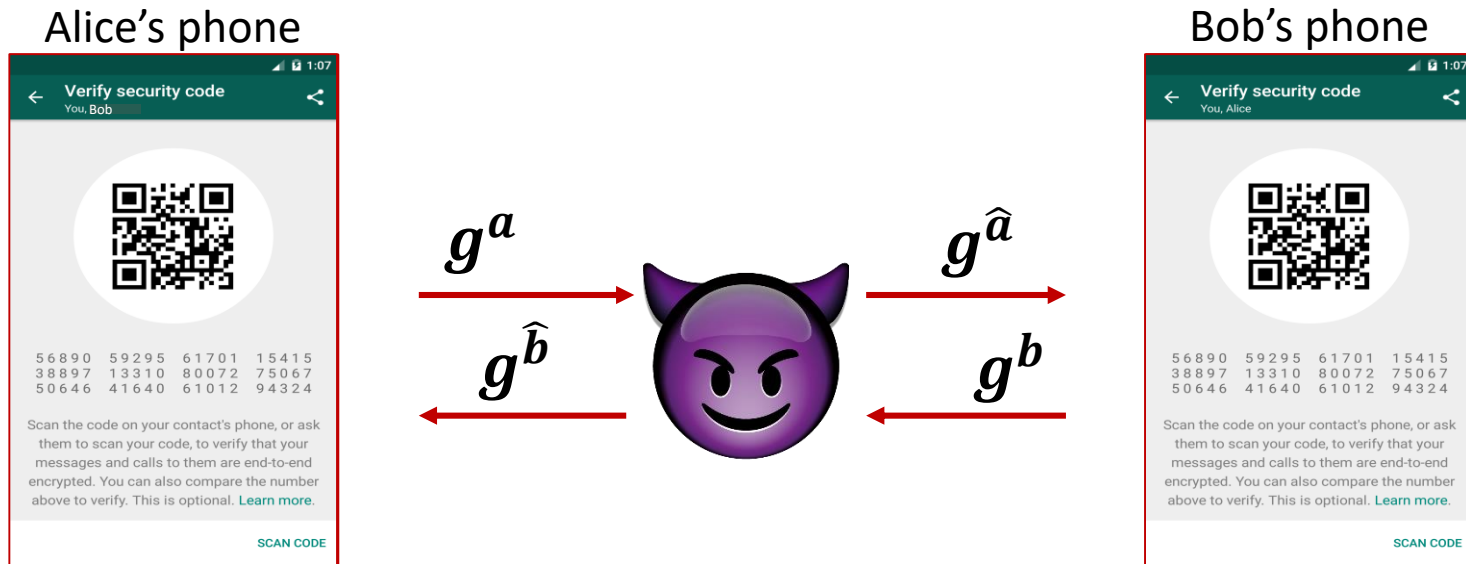 Alice's phone
1:07
Verify security code
You, Bob
56890 59295 61701 15415
38897 13310 80072 75067
50646 41640 61012 94324
Scan the code on your contact's phone, or ask
them to scan your code, to verify that your
messages and calls to them are end-to-end
encrypted. You can also compare the number
above to verify. This is optional. Learn more.
SCAN CODE
g^a
g^b̂
g^â
g^b
Bob's phone
1:07
Verify security code
You, Alice
56890 59295 61701 15415
38897 13310 80072 75067
50646 41640 61012 94324
Scan the code on your contact's phone, or ask
them to scan your code, to verify that your
messages and calls to them are end-to-end
encrypted. You can also compare the number
above to verify. This is optional. Learn more.
SCAN CODE